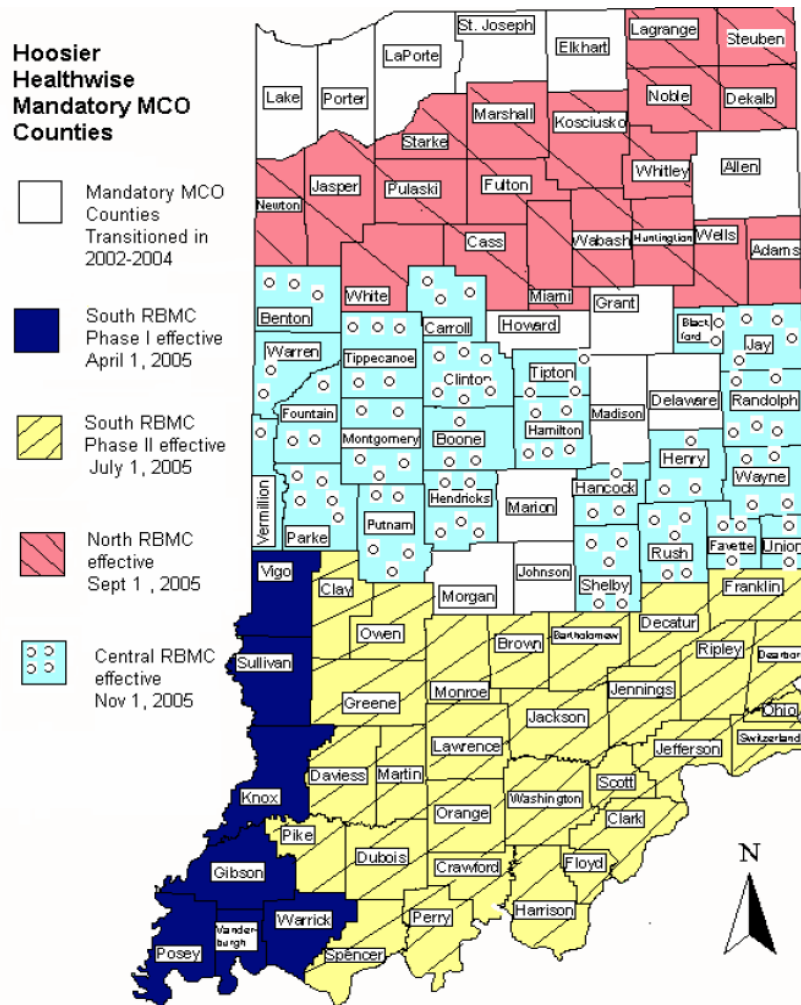 Hoosier
Healthwise
Mandatory MCO
Counties
Mandatory MCO
Counties
Transitioned in
2002-2004
South RBMC
Phase I effective
April 1, 2005
South RBMC
Phase II effective
July 1, 2005
North RBMC
effective
Sept 1, 2005
Central RBMC
effective
Nov 1, 2005
St. Joseph
Lagrange
Steuben
LaPorte
Elkhart
Lake
Porter
Noble
Dekalb
Marshall
Kosciusko
Starke
Allen
Whitley
Jasper
Pulaski
Fulton
Newton
Wabash
Huntington
Wells
Adams
Cass
White
Miami
Grant
Benton
Carroll
Howard
Black
ford
Jay
Warren
Tippecanoe
Clinton
Tipton
Delaware
Randolph
Fountain
Montgomery
Boone
Hamilton
Madison
Henry
Wayne
Vermillion
Parke
Putnam
Hendricks
Marion
Hancock
Rush
Fayette
Union
Shelby
Vigo
Clay
Morgan
Johnson
Franklin
Decatur
Owen
Brown
Bartholomew
Ripley
Dearborn
Sullivan
Greene
Monroe
Jennings
Ohio
Jackson
Switzerland
Lawrence
Jefferson
Daviess
Martin
Scott
Knox
Washington
Orange
Clark
Pike
Dubois
Crawford
Floyd
Gibson
Harrison
Warrick
Perry
Vander-
burgh
Posey
Spencer
N